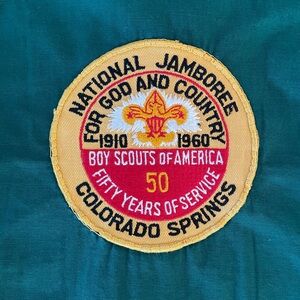 NATIONAL JAMBOREE
FOR GOD AND COUNTRY
1910 1960
BOY SCOUTS OF AMERICA
50
FIFTY YEARS OF SERVICE
COLORADO SPRINGS